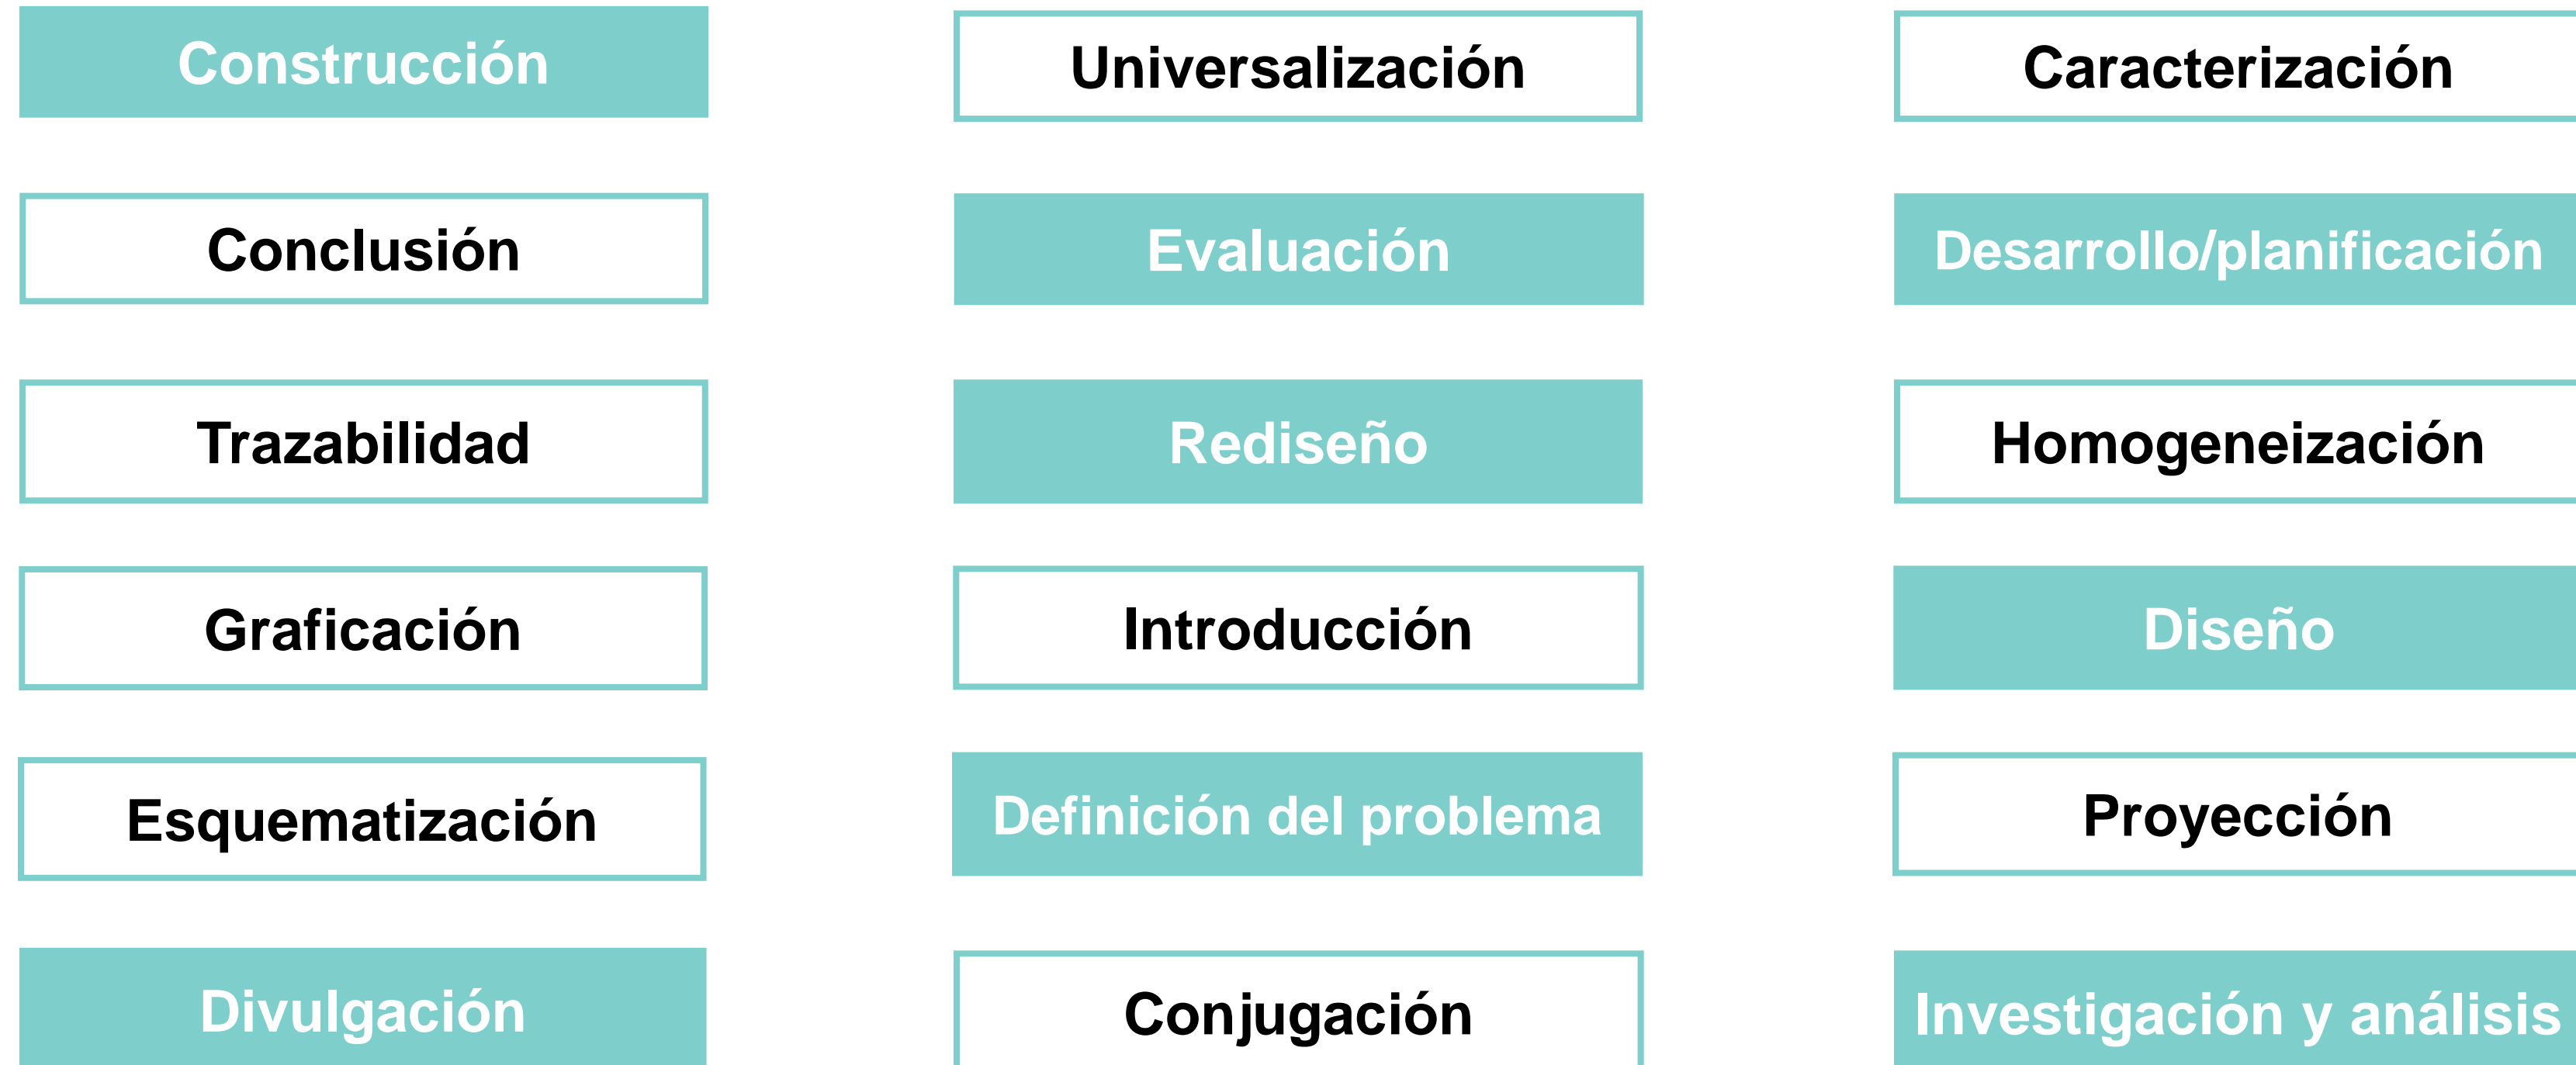 Construcción
Universalización
Caracterización
Conclusión
Evaluación
Desarrollo/planificación
Trazabilidad
Rediseño
Homogeneización
Graficación
Introducción
Diseño
Esquematización
Definición del problema
Proyección
Divulgación
Conjugación
Investigación y análisis